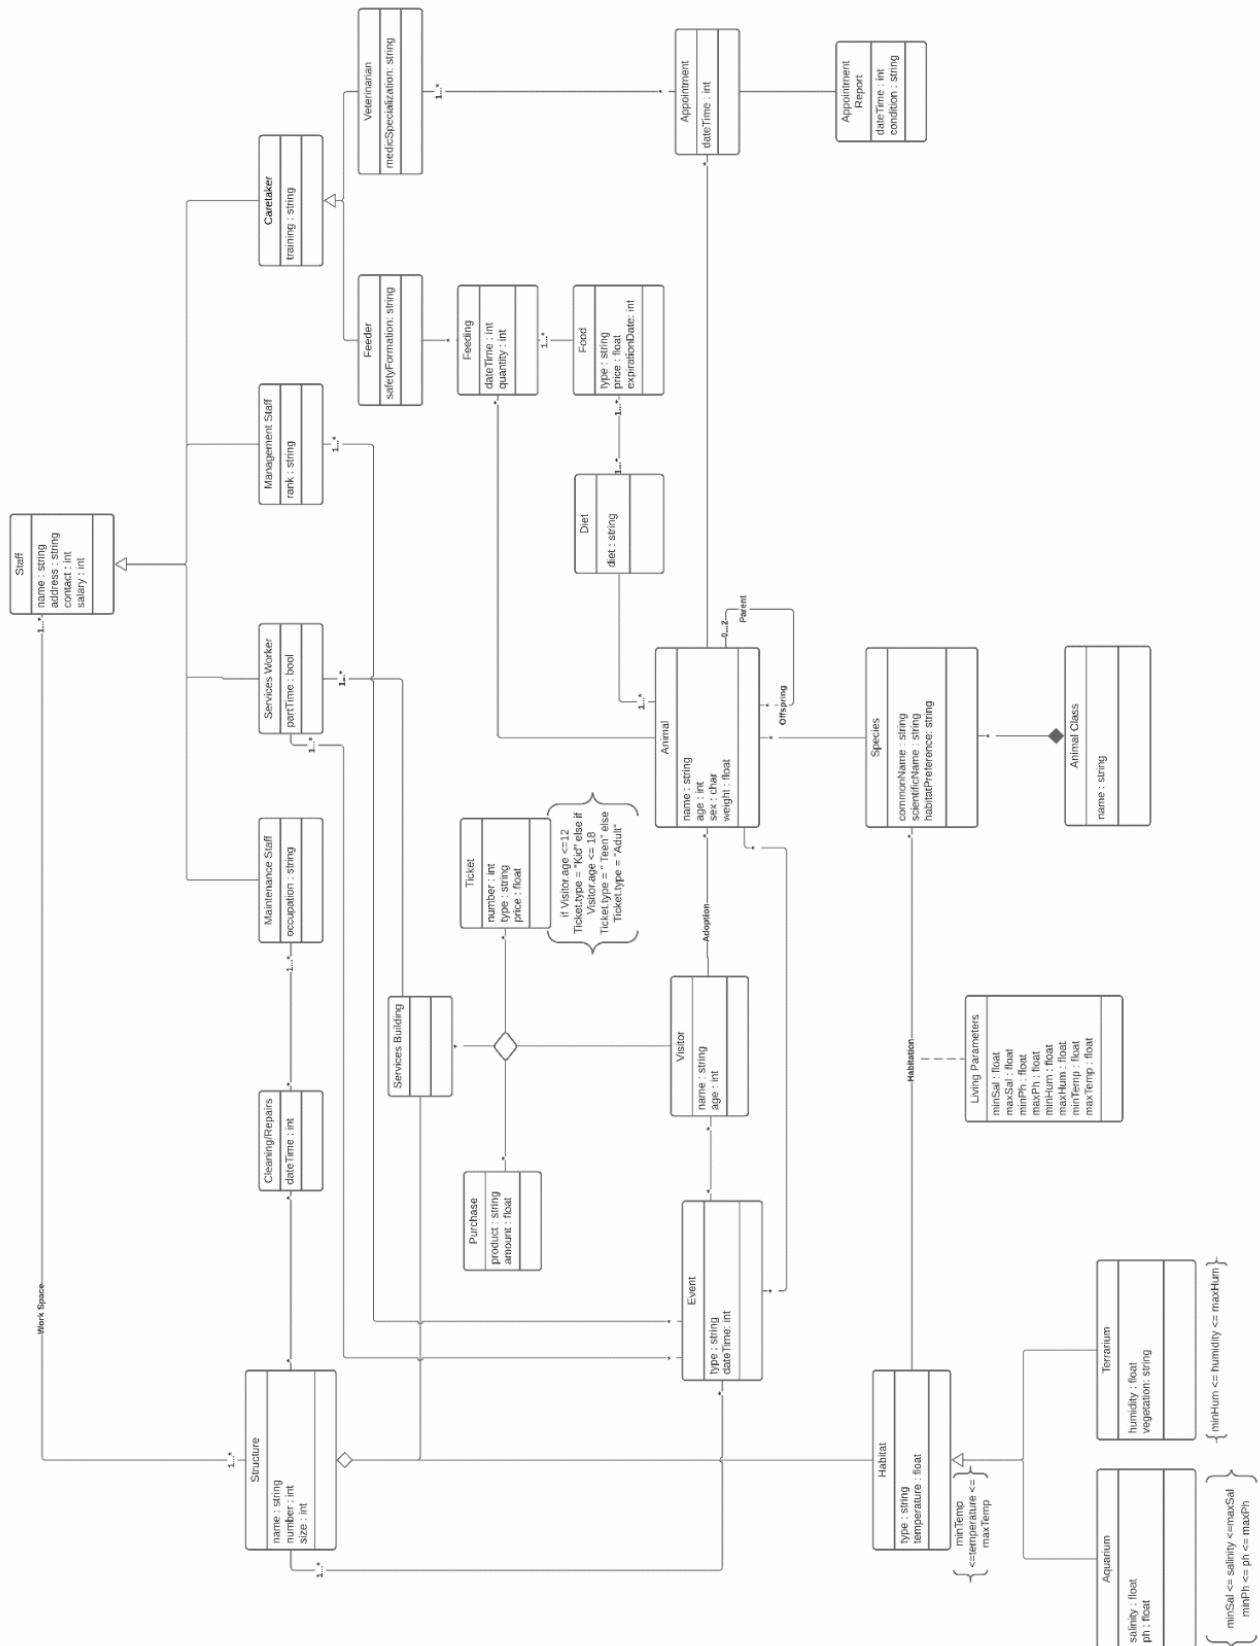 Staff
name : string
address : string
contact : int
salary : int
1...*
Work Space
1...*
Caretaker
training : string
Management Staff
rank : string
1...*
Services Worker
partTime : bool
1...*
1...*
Maintenance Staff
occupation : string
1...*
*
Cleaning/Repairs
dateTime : int
*
*
Structure
name : string
number : int
size : int
1...*
Veterinarian
medicSpecialization: string
1...*
*
Appointment
dateTime : int
*
Appointment
Report
dateTime : int
condition : string
Feeder
safetyFormation: string
*
Feeding
dateTime : int
quantity : int
*
1...*
Food
type : string
price : float
expirationDate: int
1...*
1...*
Diet
diet : string
1...*
Services Building
*
Ticket
number : int
type : string
price : float
*
if Visitor.age <=12
Ticket.type = "Kid" else if
Visitor.age <= 18
Ticket.type = " Teen" else
Ticket.type = "Adult"
Purchase
product : string
amount : float
*
Visitor
name : string
age : int
*
Adoption
*
Animal
name : string
age : int
sex : char
weight : float
0...2
Parent
*
Offspring
*
*
Event
type : string
dateTime: int
*
*
*
*
*
Species
commonName : string
scientificName : string
habitatPreference: string
*
*
Animal Class
name : string
Habitation
Living Parameters
minSal : float
maxSal : float
minPh : float
maxPh : float
minHum : float
maxHum : float
minTemp : float
maxTemp : float
Habitat
type : string
temperature : float
minTemp
<=temperature <=
maxTemp
Terrarium
humidity : float
vegetation: string
minHum <= humidity <= maxHum
Aquarium
salinity : float
ph : float
minSal <= salinity <=maxSal
minPh <= ph <= maxPh